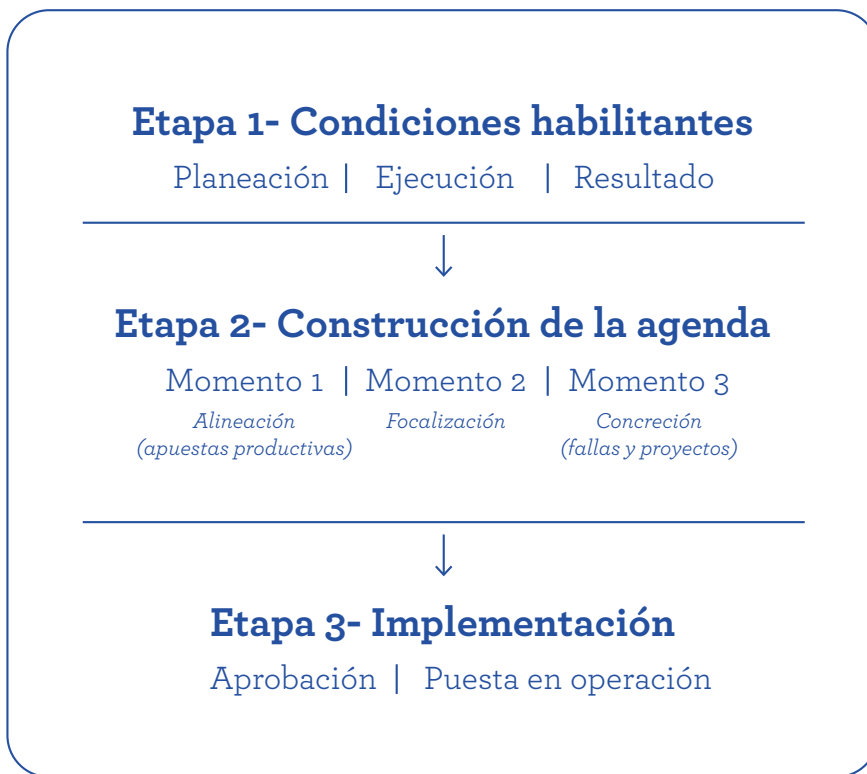 Etapa 1- Condiciones habilitantes
Planeación | Ejecución | Resultado
Etapa 2- Construcción de la agenda
Momento 1 | Momento 2 | Momento 3
Alineación Focalización Concreción
(apuestas productivas) (fallas y proyectos)
Etapa 3- Implementación
Aprobación | Puesta en operación